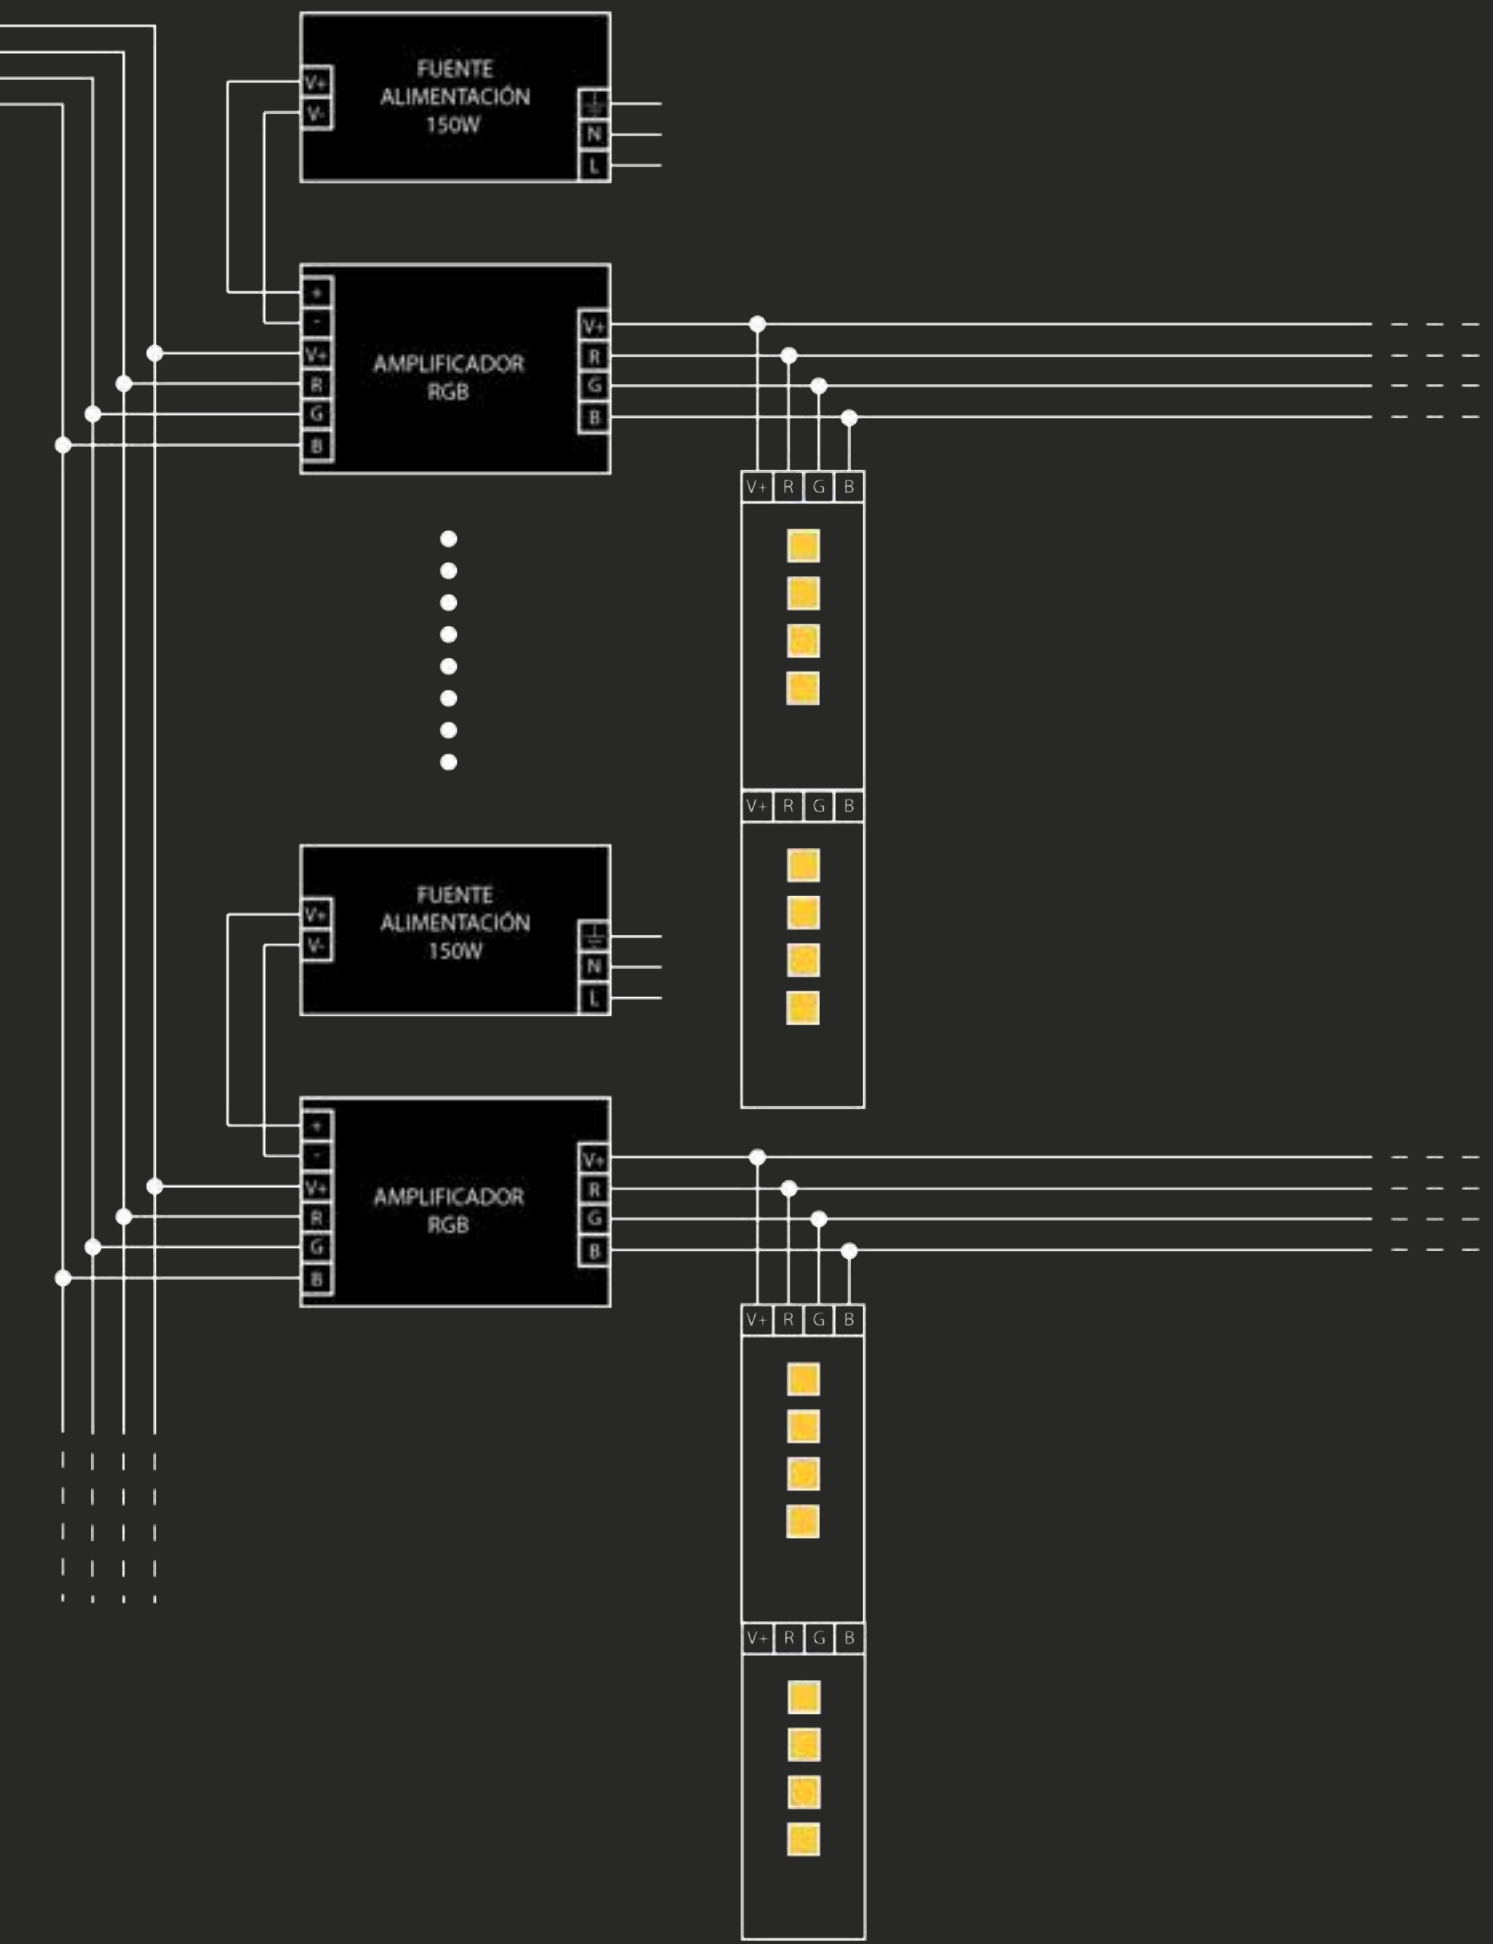 FUENTE
ALIMENTACIÓN
150W
V+
V-
⏚
N
L
AMPLIFICADOR
RGB
+
-
V+
R
G
B
V+
R
G
B
V+ R G B
V+ R G B
FUENTE
ALIMENTACIÓN
150W
V+
V-
⏚
N
L
AMPLIFICADOR
RGB
+
-
V+
R
G
B
V+
R
G
B
V+ R G B
V+ R G B